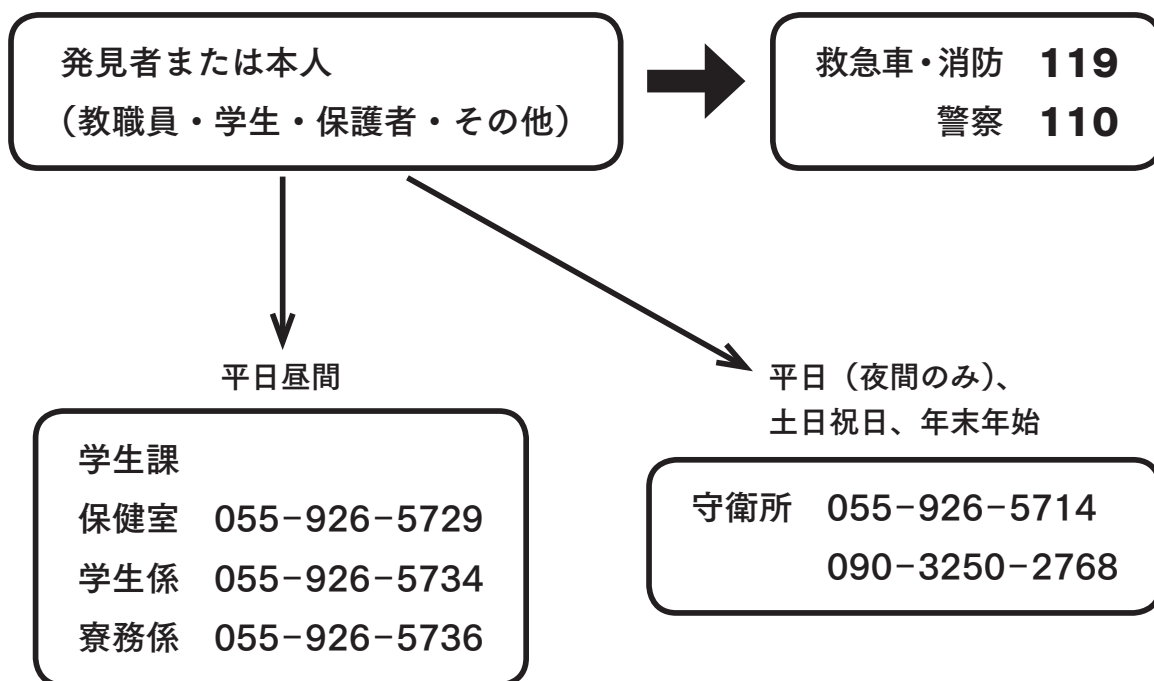 発見者または本人
（教職員・学生・保護者・その他）
救急車・消防 119
警察 110
平日昼間
学生課
保健室 055-926-5729
学生係 055-926-5734
寮務係 055-926-5736
平日（夜間のみ）、
土日祝日、年末年始
守衛所 055-926-5714
090-3250-2768